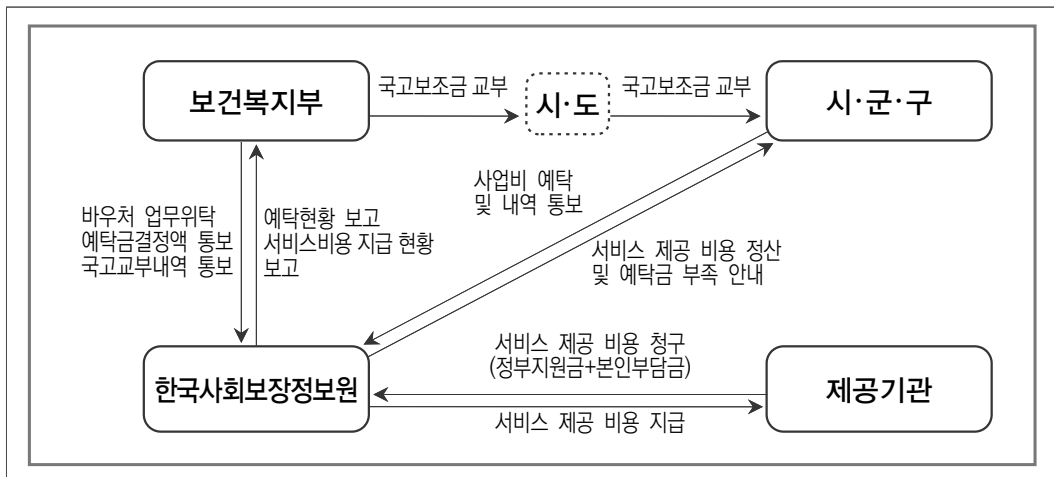 보건복지부
국고보조금 교부
시·도
국고보조금 교부
시·군·구
바우처 업무위탁
예탁금결정액 통보
국고교부내역 통보
예탁현황 보고
서비스비용 지급 현황
보고
사업비 예탁
및 내역 통보
서비스 제공 비용 정산
및 예탁금 부족 안내
한국사회보장정보원
서비스 제공 비용 청구
(정부지원금+본인부담금)
서비스 제공 비용 지급
제공기관